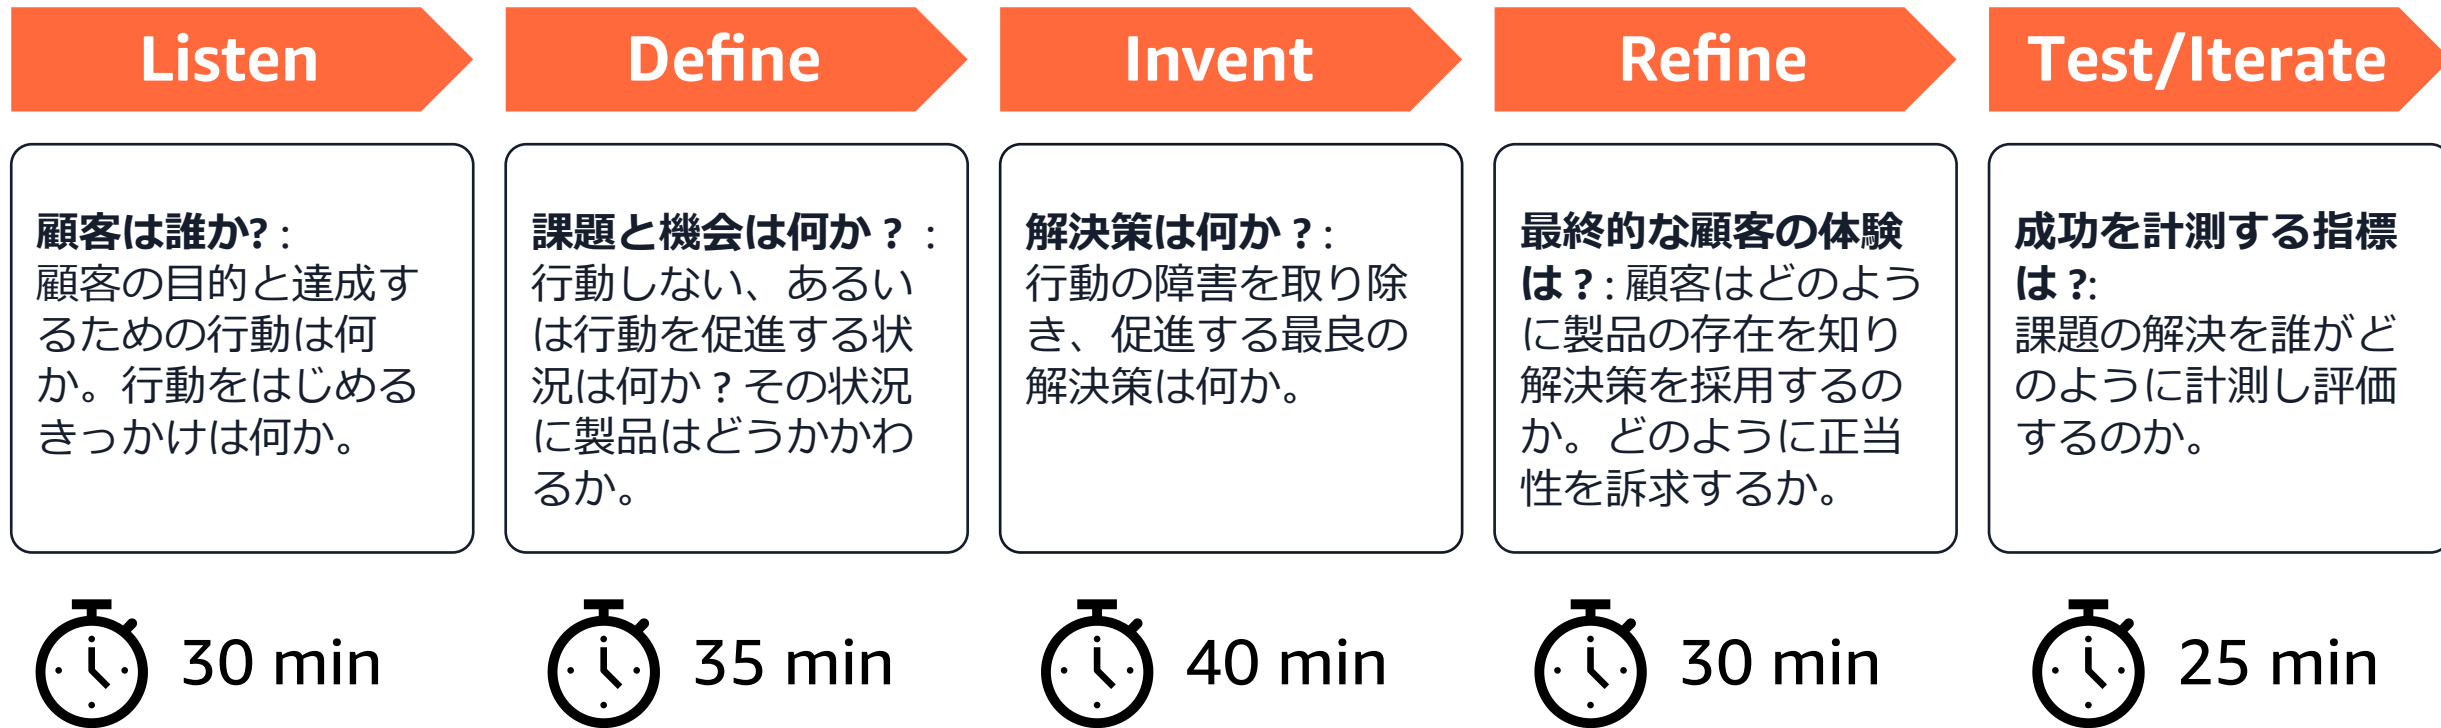 Listen
Define
Invent
Refine
Test/Iterate
顧客は誰か? :
顧客の目的と達成す
るための行動は何
か。行動をはじめる
きっかけは何か。
課題と機会は何か ? :
行動しない、あるい
は行動を促進する状
況は何か ? その状況
に製品はどうかかわ
るか。
解決策は何か ? :
行動の障害を取り除
き、促進する最良の
解決策は何か。
最終的な顧客の体験
は ? : 顧客はどのよう
に製品の存在を知り
解決策を採用するの
か。どのように正当
性を訴求するか。
成功を計測する指標
は ?:
課題の解決を誰がど
のように計測し評価
するのか。
30 min
35 min
40 min
30 min
25 min